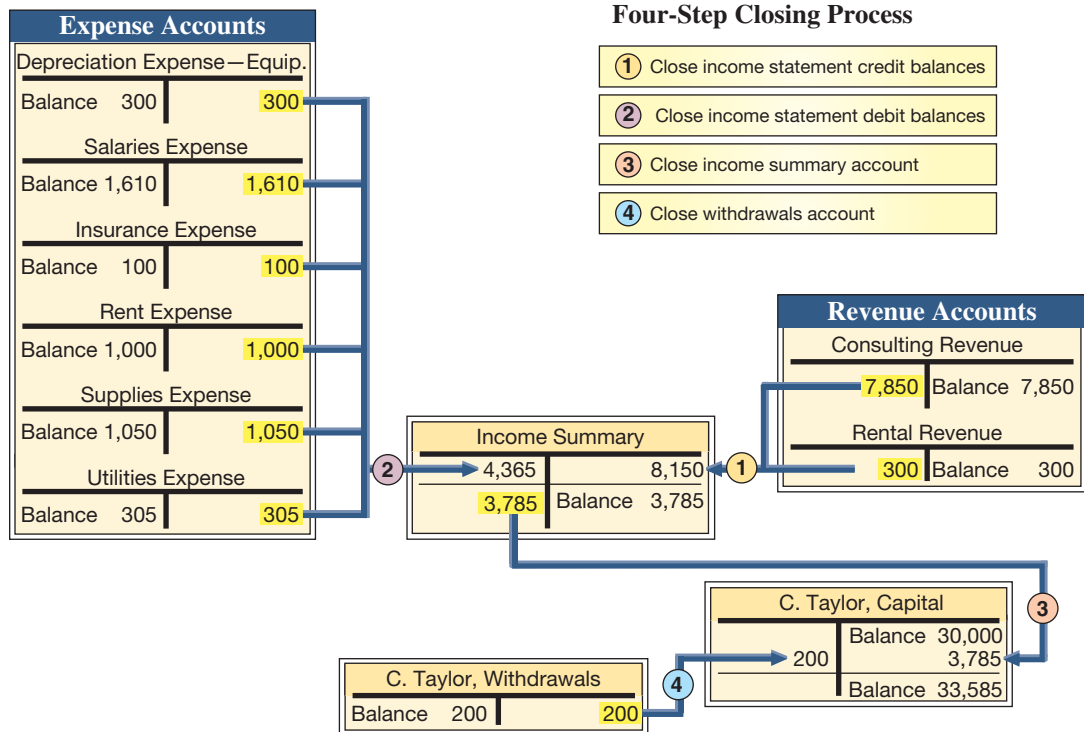 Expense Accounts
Depreciation Expense—Equip.
Balance 300 300
Salaries Expense
Balance 1,610 1,610
Insurance Expense
Balance 100 100
Rent Expense
Balance 1,000 1,000
Supplies Expense
Balance 1,050 1,050
Utilities Expense
Balance 305 305
Four-Step Closing Process
1 Close income statement credit balances
2 Close income statement debit balances
3 Close income summary account
4 Close withdrawals account
Revenue Accounts
Consulting Revenue
7,850 Balance 7,850
Rental Revenue
300 Balance 300
2
Income Summary
4,365 8,150
3,785 Balance 3,785
1
3
C. Taylor, Capital
Balance 30,000
200 3,785
Balance 33,585
4
C. Taylor, Withdrawals
Balance 200 200